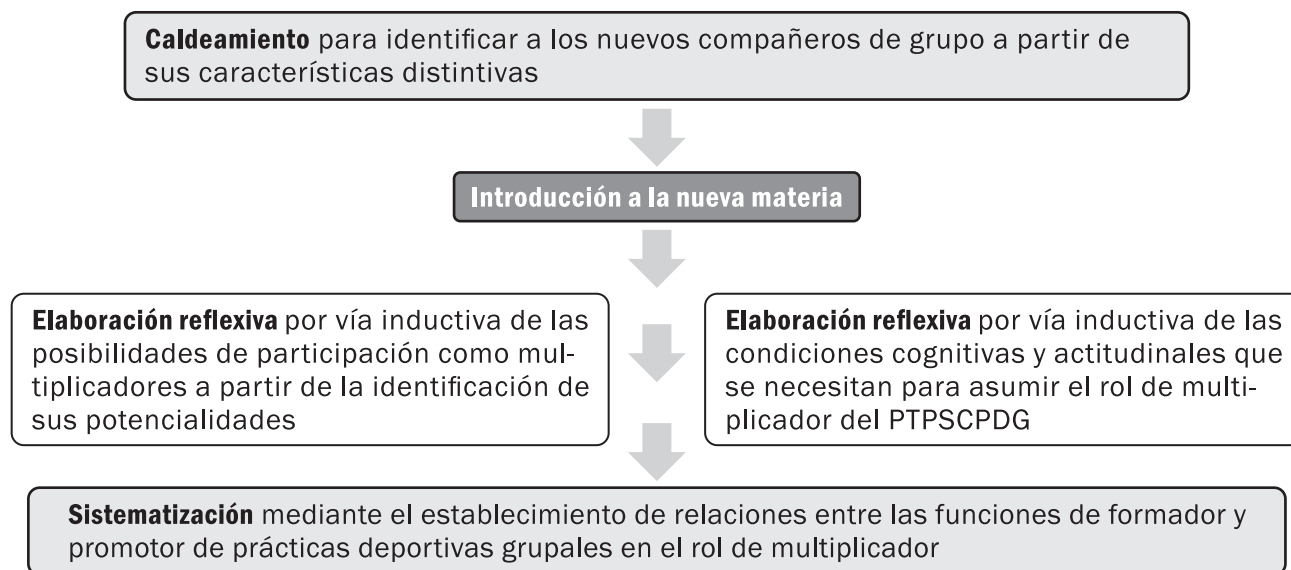 Caldeamiento para identificar a los nuevos compañeros de grupo a partir de
sus características distintivas
Introducción a la nueva materia
Elaboración reflexiva por vía inductiva de las
posibilidades de participación como mul-
tiplicadores a partir de la identificación de
sus potencialidades
Elaboración reflexiva por vía inductiva de las
condiciones cognitivas y actitudinales que
se necesitan para asumir el rol de multi-
plicador del PTPSCPDG
Sistematización mediante el establecimiento de relaciones entre las funciones de formador y
promotor de prácticas deportivas grupales en el rol de multiplicador